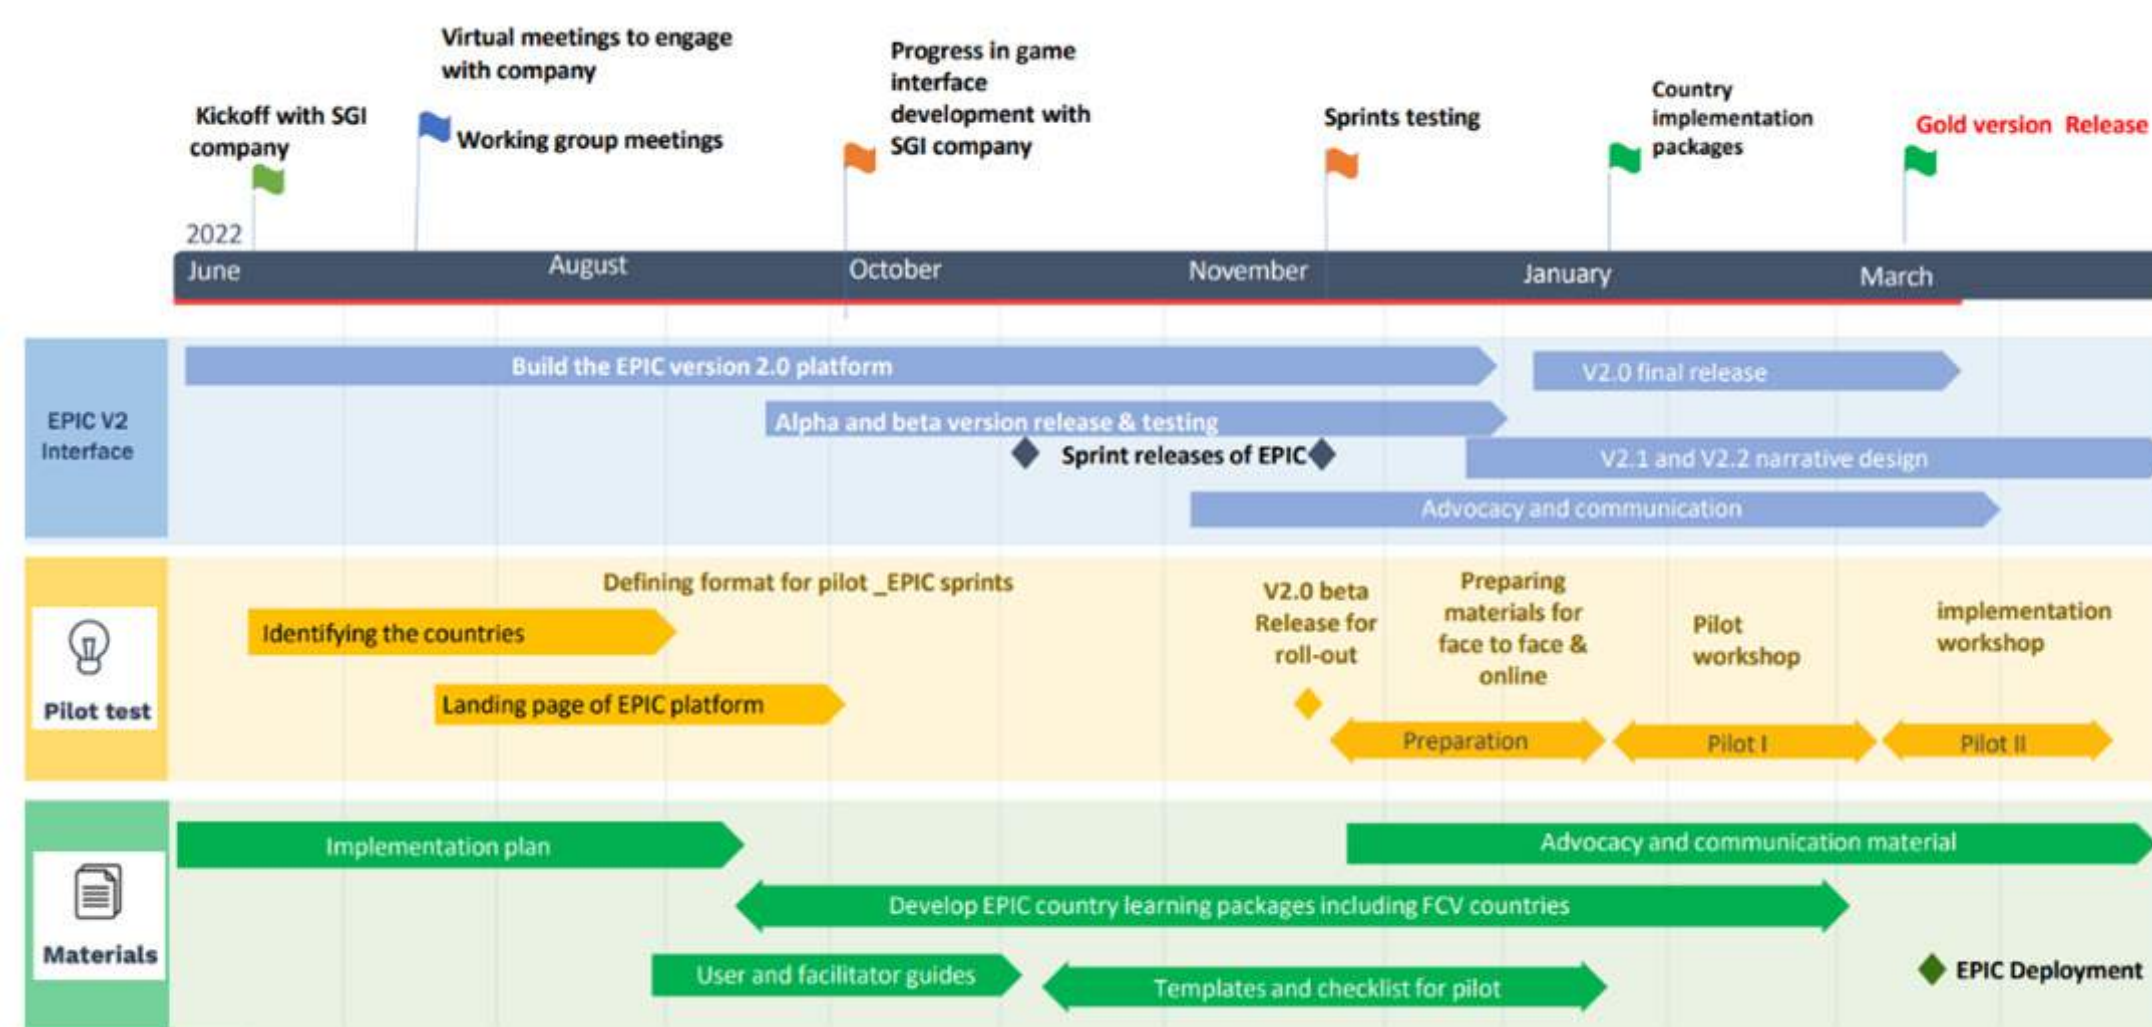 Virtual meetings to engage
with company
Progress in game
interface
development with
SGI company
Country
implementation
packages
Kickoff with SGI
company
Working group meetings
Sprints testing
Gold version Release
2022
June
August
October
November
January
March
EPIC V2
Interface
Build the EPIC version 2.0 platform
V2.0 final release
Alpha and beta version release & testing
Sprint releases of EPIC
V2.1 and V2.2 narrative design
Advocacy and communication
Pilot test
Defining format for pilot _EPIC sprints
Identifying the countries
Landing page of EPIC platform
V2.0 beta
Release for
roll-out
Preparing
materials for
face to face &
online
Pilot
workshop
implementation
workshop
Preparation
Pilot I
Pilot II
Materials
Implementation plan
Advocacy and communication material
Develop EPIC country learning packages including FCV countries
User and facilitator guides
Templates and checklist for pilot
EPIC Deployment